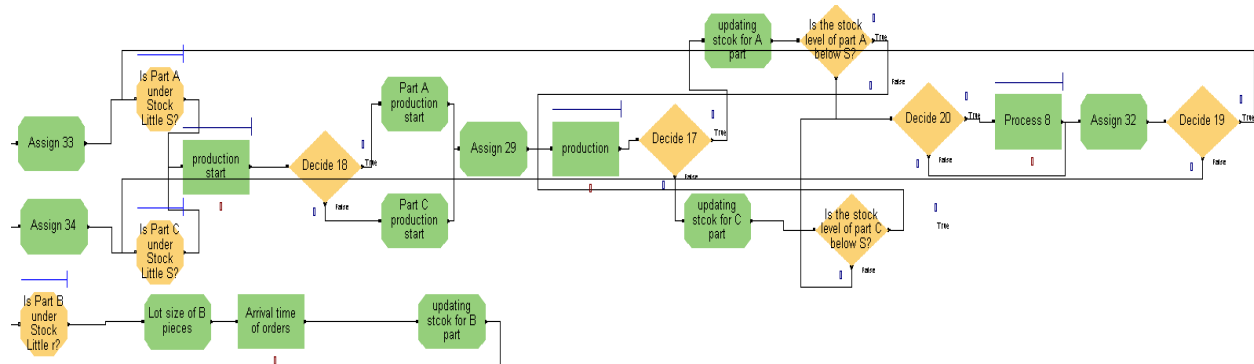 updating
stcok for A
part
Is the stock
level of part A
below S?
True
False
Is Part A
under
Stock
Little S?
Assign 33
production
start
Decide 18
True
False
Part A
production
start
Part C
production
start
Assign 29
production
Decide 17
True
False
Decide 20
True
False
Process 8
Assign 32
Decide 19
True
False
Assign 34
Is Part C
under
Stock
Little S?
updating
stcok for C
part
Is the stock
level of part C
below S?
True
False
Is Part B
under
Stock
Little r?
Lot size of B
pieces
Arrival time
of orders
updating
stcok for B
part